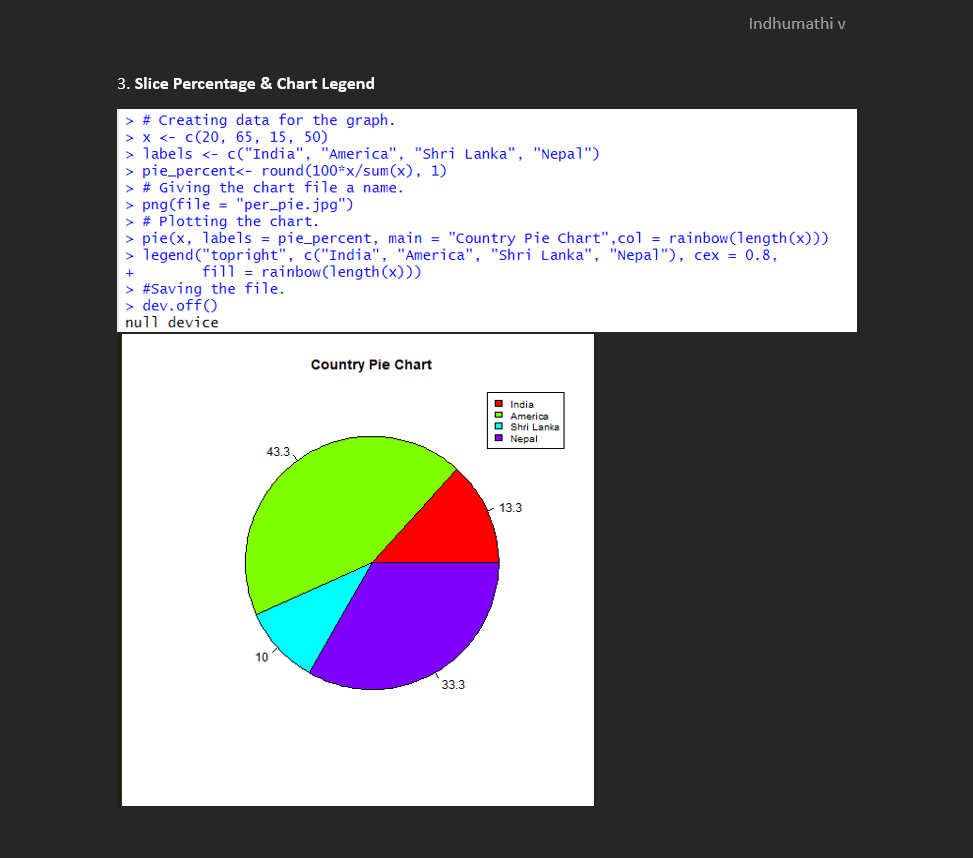 Indhumathi v
3. Slice Percentage & Chart Legend
> # Creating data for the graph.
> x <- c(20, 65, 15, 50)
> labels <- c("India", "America", "Shri Lanka", "Nepal")
> pie_percent<- round(100*x/sum(x), 1)
> # Giving the chart file a name.
> png(file = "per_pie.jpg")
> # Plotting the chart.
> pie(x, labels = pie_percent, main = "Country Pie Chart",col = rainbow(length(x)))
> legend("topright", c("India", "America", "Shri Lanka", "Nepal"), cex = 0.8,
+         fill = rainbow(length(x)))
> #Saving the file.
> dev.off()
null device
Country Pie Chart
India
America
Shri Lanka
Nepal
43.3
13.3
10
33.3